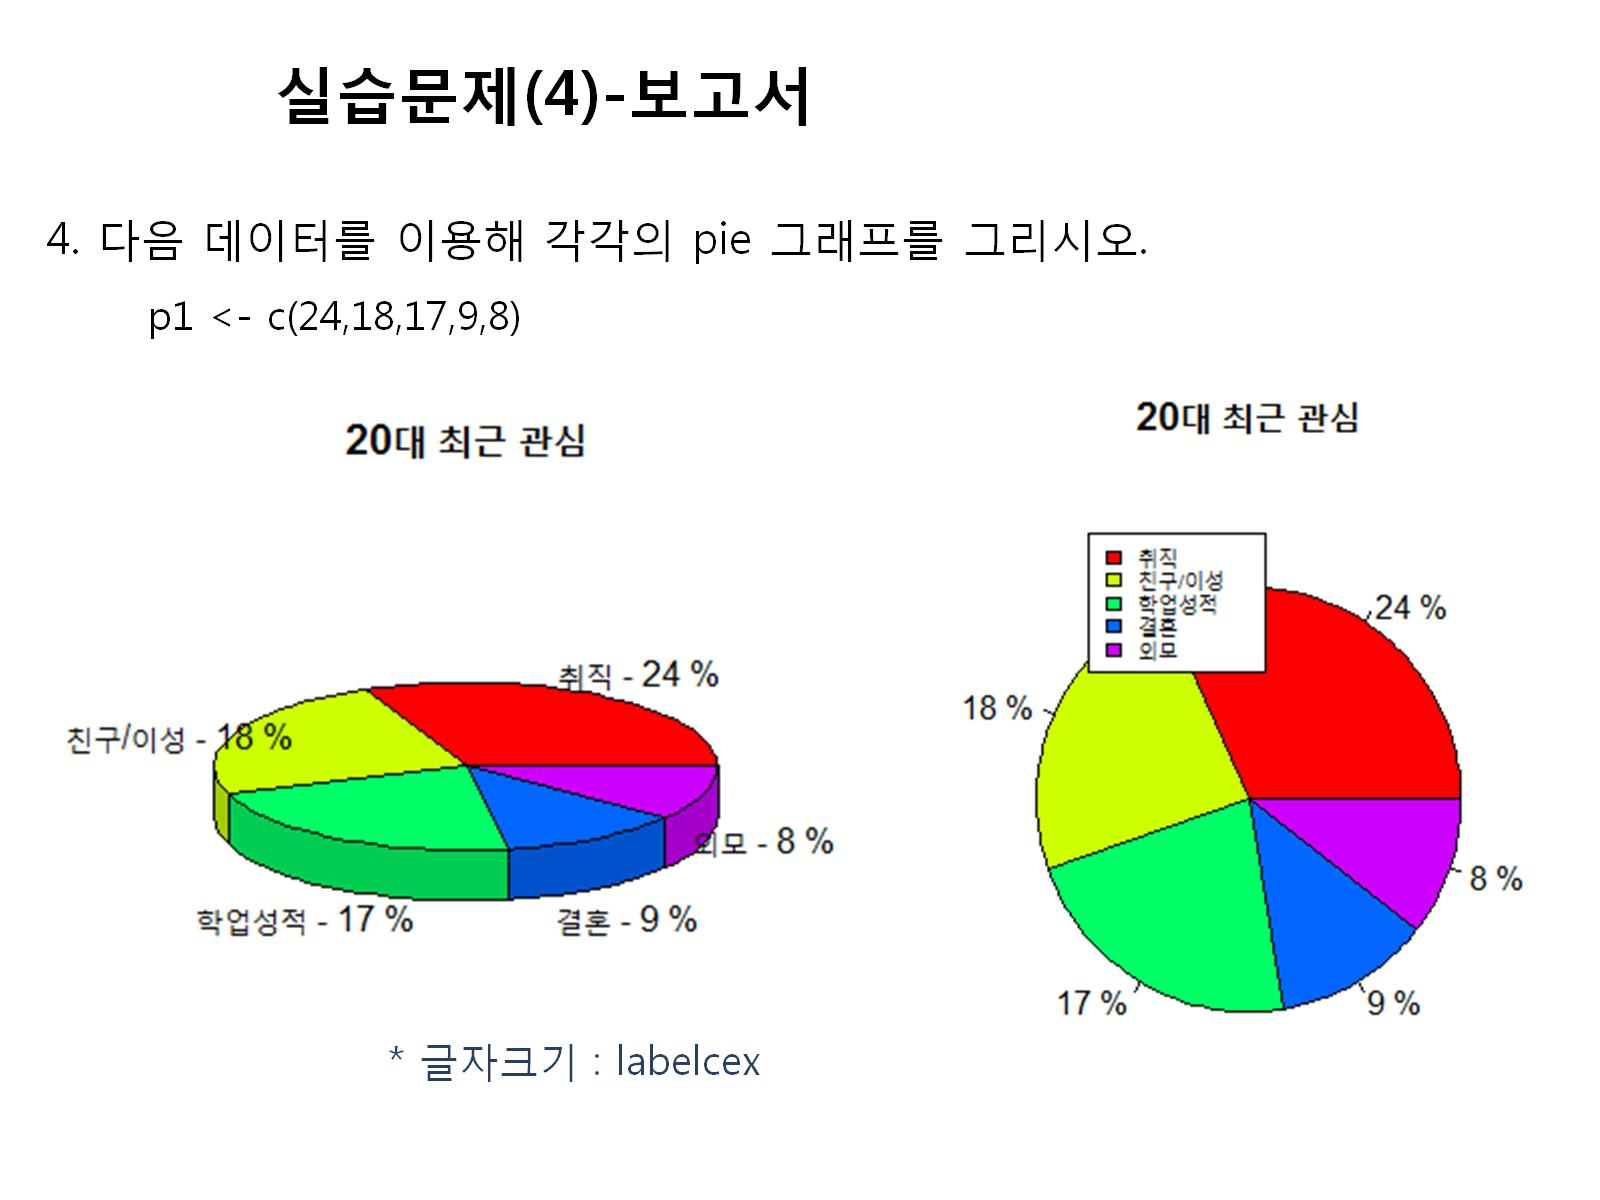 실습문제(4)-보고서
4. 다음 데이터를 이용해 각각의 pie 그래프를 그리시오.
p1 <- c(24,18,17,9,8)
20대 최근 관심
취직 - 24 %
친구/이성 - 18 %
외모 - 8 %
학업성적 - 17 %
결혼 - 9 %
20대 최근 관심
취직
친구/이성
학업성적
결혼
외모
24 %
18 %
8 %
17 %
9 %
* 글자크기 : labelcex